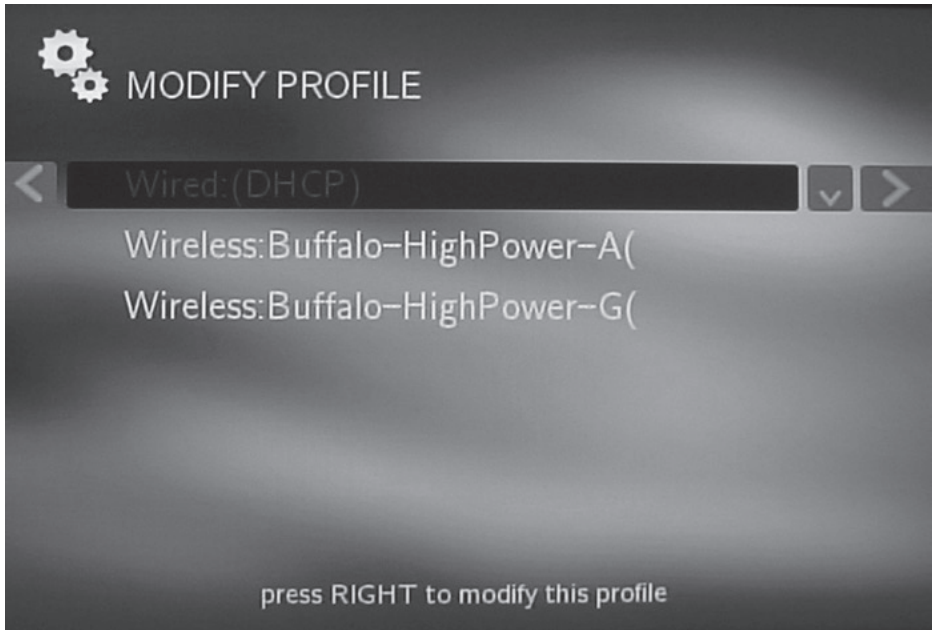 MODIFY PROFILE
Wired:(DHCP)
Wireless:Buffalo-HighPower-A(
Wireless:Buffalo-HighPower-G(
press RIGHT to modify this profile